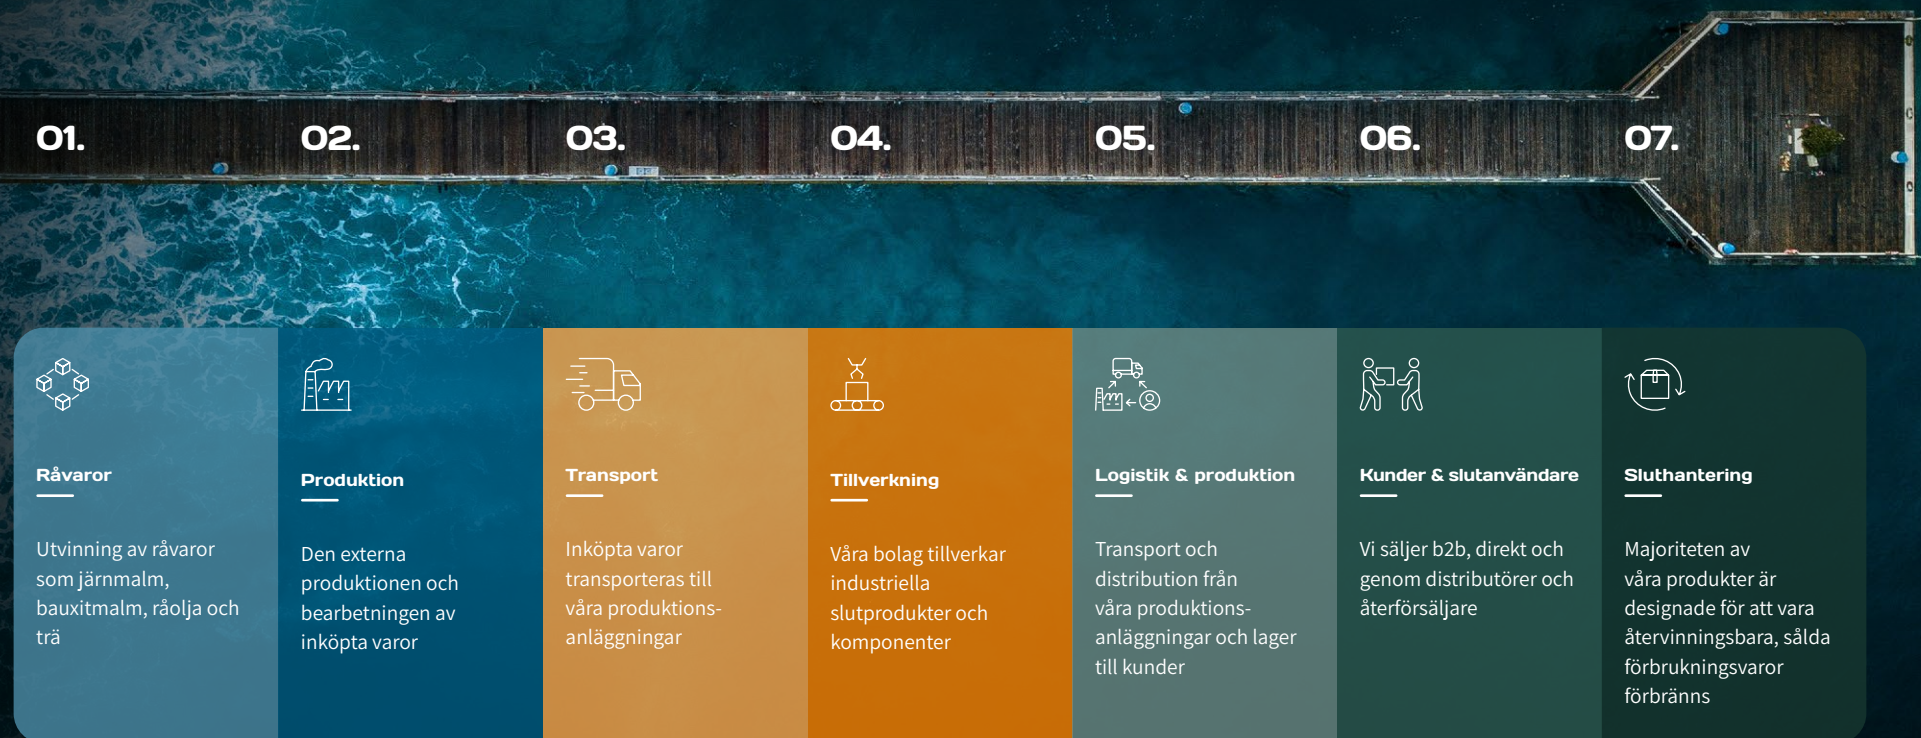 01.
02.
03.
04.
05.
06.
07.
Råvaror
Utvinning av råvaror
som järnmalm,
bauxitmalm, råolja och
trä
Produktion
Den externa
produktionen och
bearbetningen av
inköpta varor
Transport
Inköpta varor
transporteras till
våra produktions-
anläggningar
Tillverkning
Våra bolag tillverkar
industriella
slutprodukter och
komponenter
Logistik & produktion
Transport och
distribution från
våra produktions-
anläggningar och lager
till kunder
Kunder & slutanvändare
Vi säljer b2b, direkt och
genom distributörer och
återförsäljare
Sluthantering
Majoriteten av
våra produkter är
designade för att vara
återvinningsbara, sålda
förbrukningsvaror
förbränns